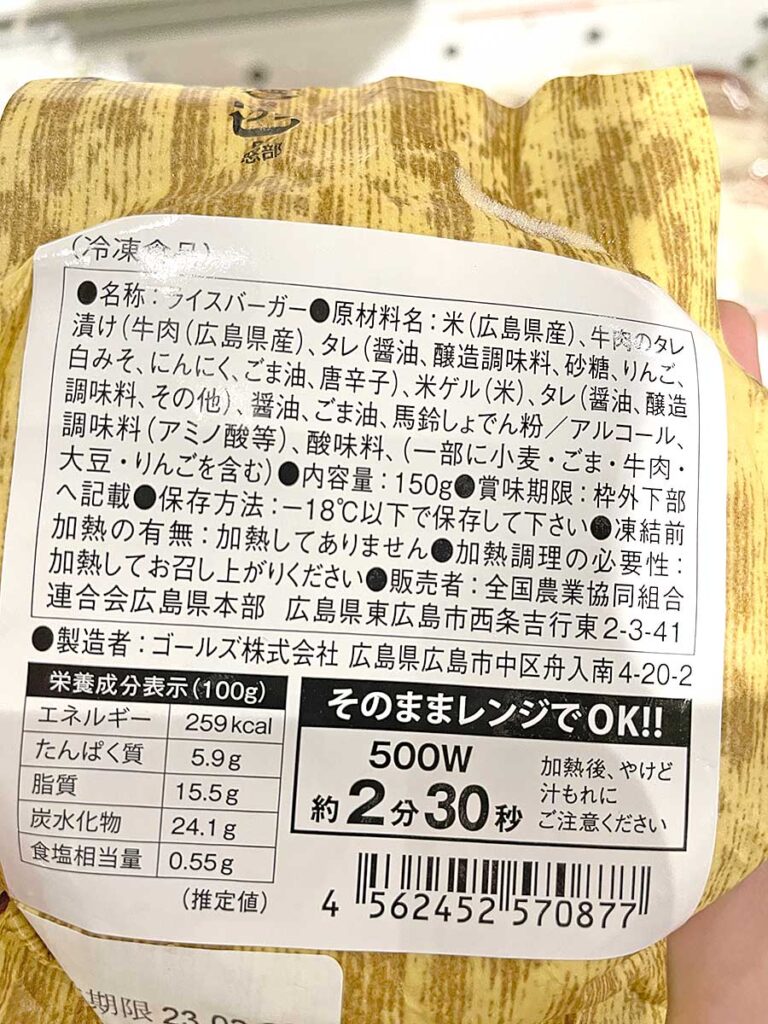 (冷凍食品)
●名称：ライスバーガー●原材料名：米(広島県産)、牛肉のタレ
漬け(牛肉(広島県産)、タレ(醤油、醸造調味料、砂糖、りんご、
白みそ、にんにく、ごま油、唐辛子)、米ゲル(米)、タレ(醤油、醸造
調味料、その他)、醤油、ごま油、馬鈴しょでん粉／アルコール、
調味料(アミノ酸等)、酸味料、(一部に小麦・ごま・牛肉・
大豆・りんごを含む)●内容量：150g●賞味期限：枠外下部
へ記載●保存方法：－18℃以下で保存して下さい●凍結前
加熱の有無：加熱してありません●加熱調理の必要性：
加熱してお召し上がりください●販売者：全国農業協同組合
連合会広島県本部 広島県東広島市西条吉行東2-3-41
●製造者：ゴールズ株式会社 広島県広島市中区舟入南4-20-2
栄養成分表示(100g)
エネルギー 259kcal
たんぱく質 5.9g
脂質 15.5g
炭水化物 24.1g
食塩相当量 0.55g
(推定値)
そのままレンジでOK!!
500W
約2分30秒
加熱後、やけど
汁もれに
ご注意ください
4 562452 570877
期限 23.